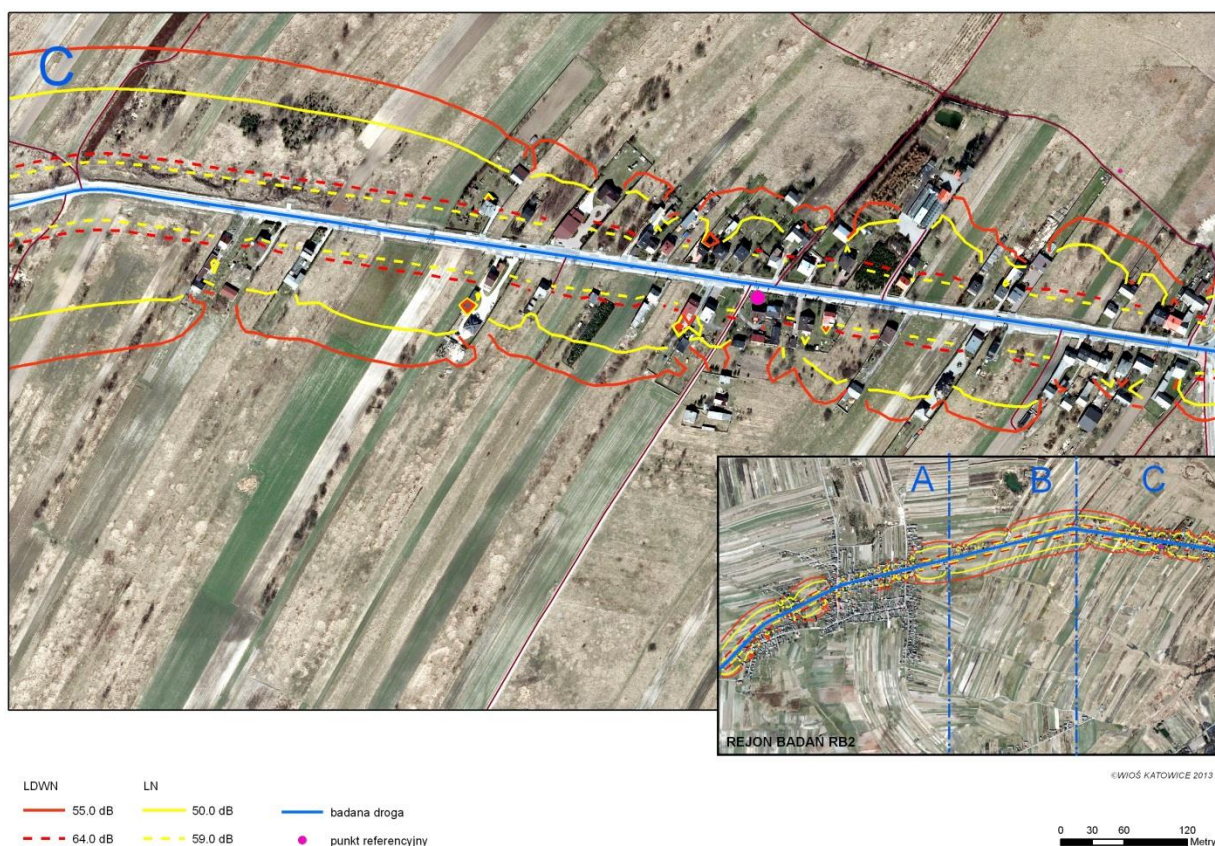 C
A B C
REJON BADAŃ RB2
©WIOŚ KATOWICE 2013
LDWN LN
55.0 dB 50.0 dB badana droga
64.0 dB 59.0 dB punkt referencyjny
0 30 60 120
Metry